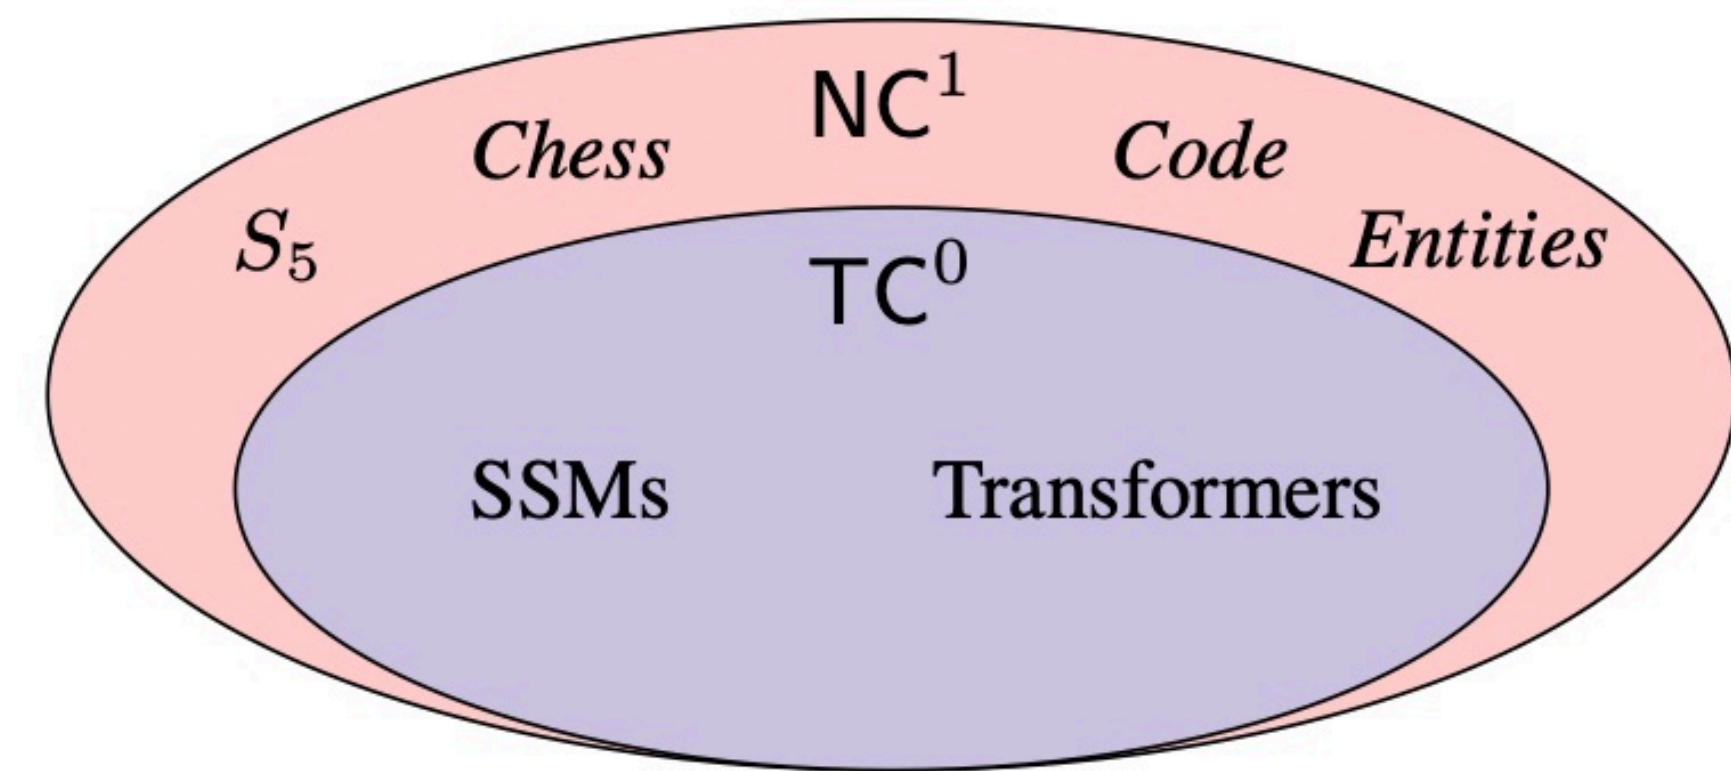 NC¹
Chess Code
S₅ Entities
TC⁰
SSMs Transformers